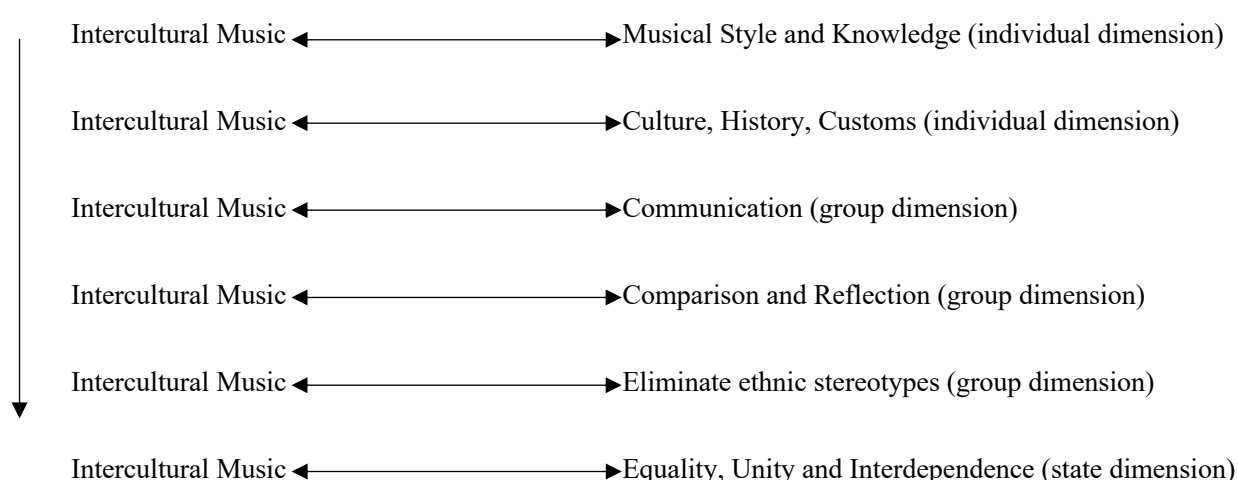 Intercultural Music Musical Style and Knowledge (individual dimension)
Intercultural Music Culture, History, Customs (individual dimension)
Intercultural Music Communication (group dimension)
Intercultural Music Comparison and Reflection (group dimension)
Intercultural Music Eliminate ethnic stereotypes (group dimension)
Intercultural Music Equality, Unity and Interdependence (state dimension)